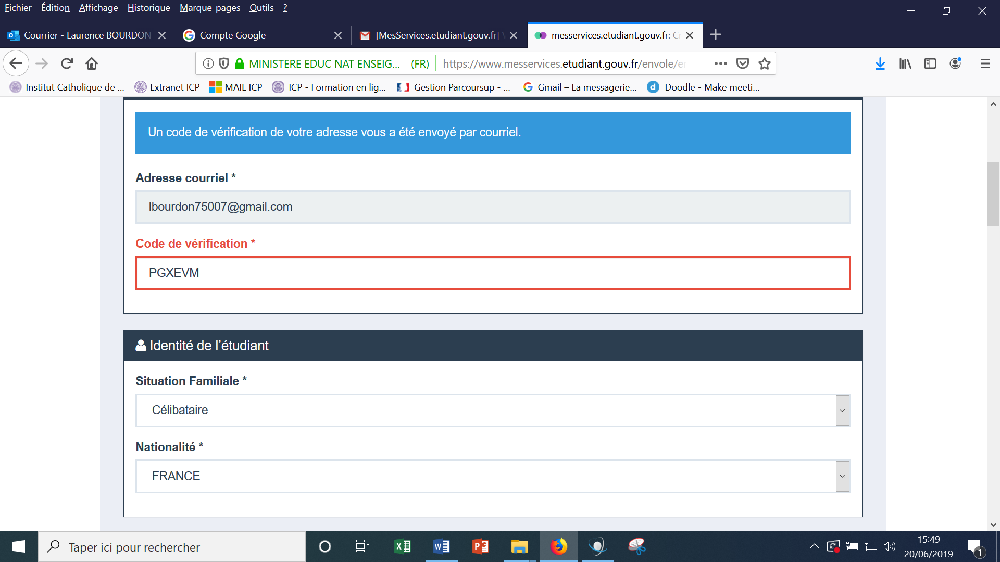 Fichier Édition Affichage Historique Marque-pages Outils ?
Courrier - Laurence BOURDON
Compte Google
[MesServices.etudiant.gouv.fr]
messervices.etudiant.gouv.fr: Cr
MINISTERE EDUC NAT ENSEIG... (FR) https://www.messervices.etudiant.gouv.fr/envole/
Institut Catholique de ... Extranet ICP MAIL ICP ICP - Formation en lig... Gestion Parcoursup - ... Gmail – La messagerie... Doodle - Make meeti...
Un code de vérification de votre adresse vous a été envoyé par courriel.
Adresse courriel *
lbourdon75007@gmail.com
Code de vérification *
PGXEVM
Identité de l’étudiant
Situation Familiale *
Célibataire
Nationalité *
FRANCE
Taper ici pour rechercher
15:49
20/06/2019
1